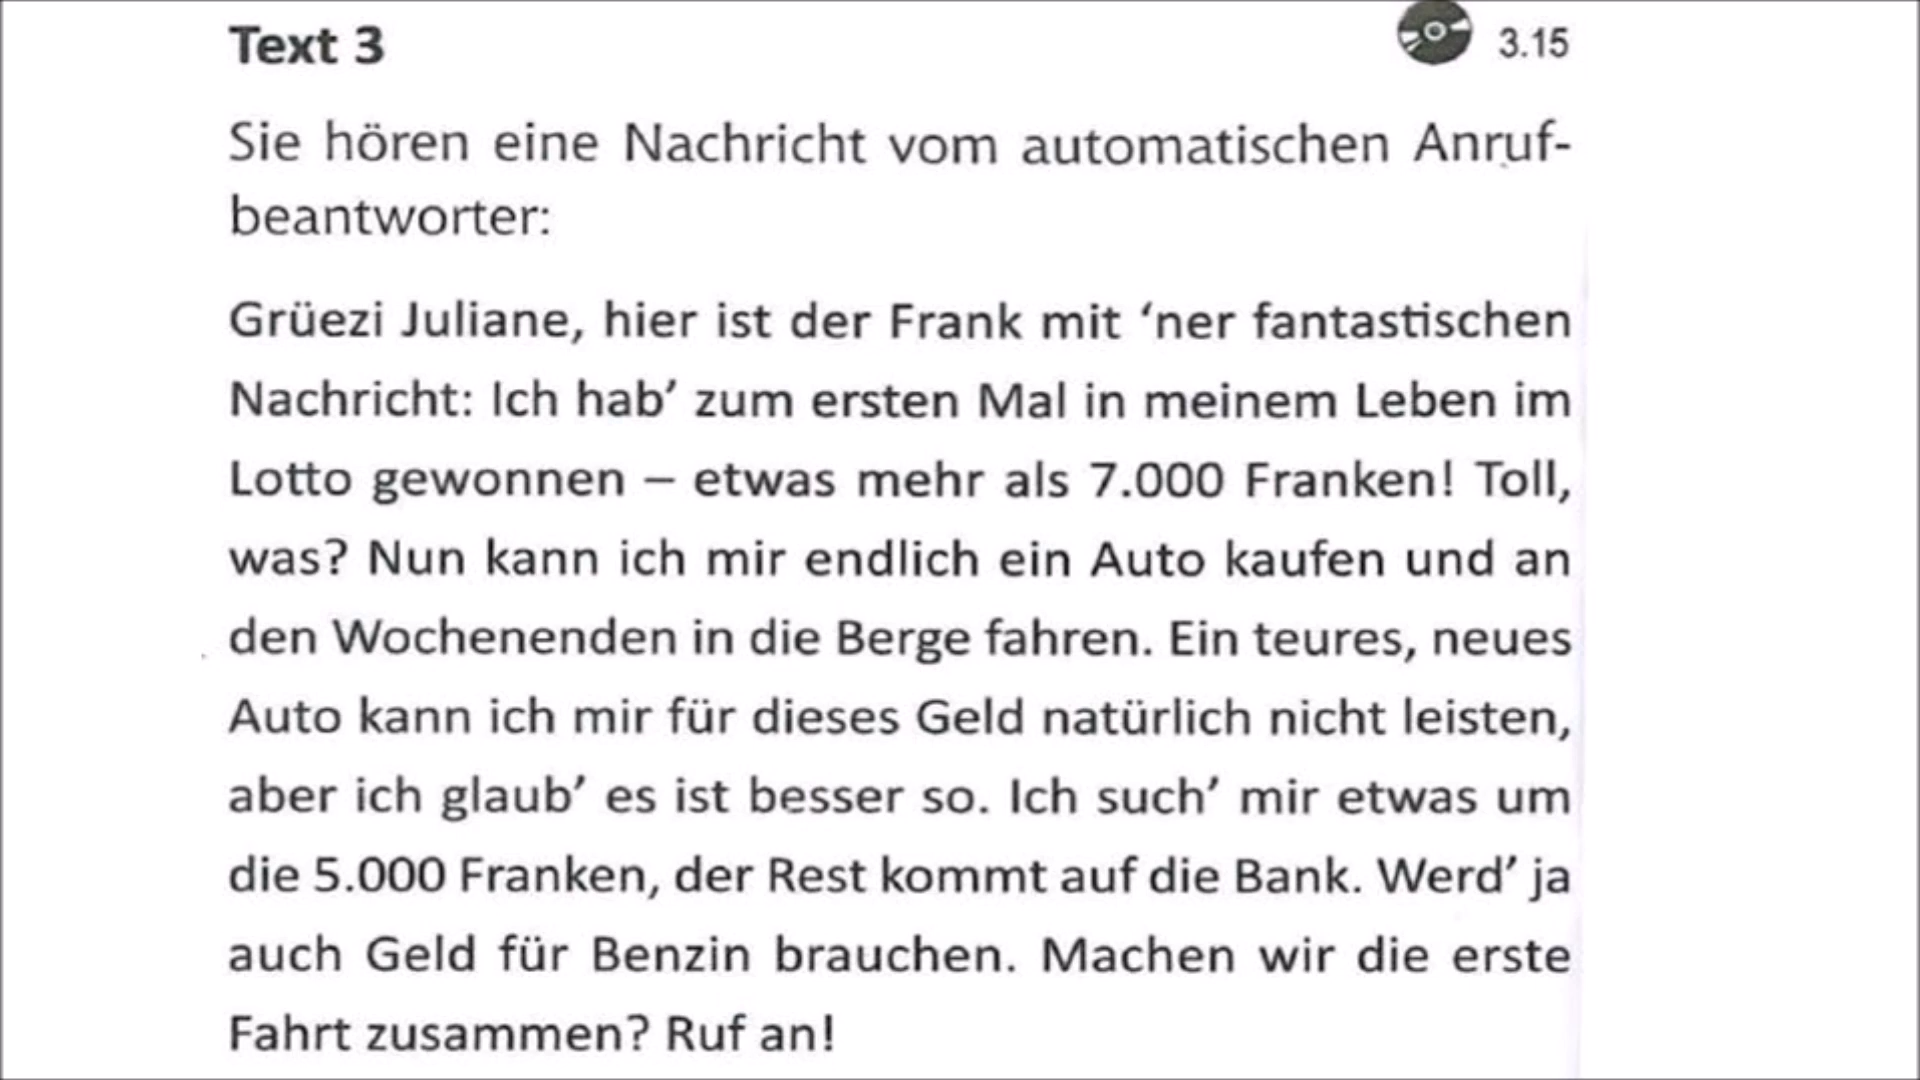 Text 3
3.15
Sie hören eine Nachricht vom automatischen Anruf-
beantworter:
Grüezi Juliane, hier ist der Frank mit ‘ner fantastischen
Nachricht: Ich hab’ zum ersten Mal in meinem Leben im
Lotto gewonnen – etwas mehr als 7.000 Franken! Toll,
was? Nun kann ich mir endlich ein Auto kaufen und an
den Wochenenden in die Berge fahren. Ein teures, neues
Auto kann ich mir für dieses Geld natürlich nicht leisten,
aber ich glaub’ es ist besser so. Ich such’ mir etwas um
die 5.000 Franken, der Rest kommt auf die Bank. Werd’ ja
auch Geld für Benzin brauchen. Machen wir die erste
Fahrt zusammen? Ruf an!